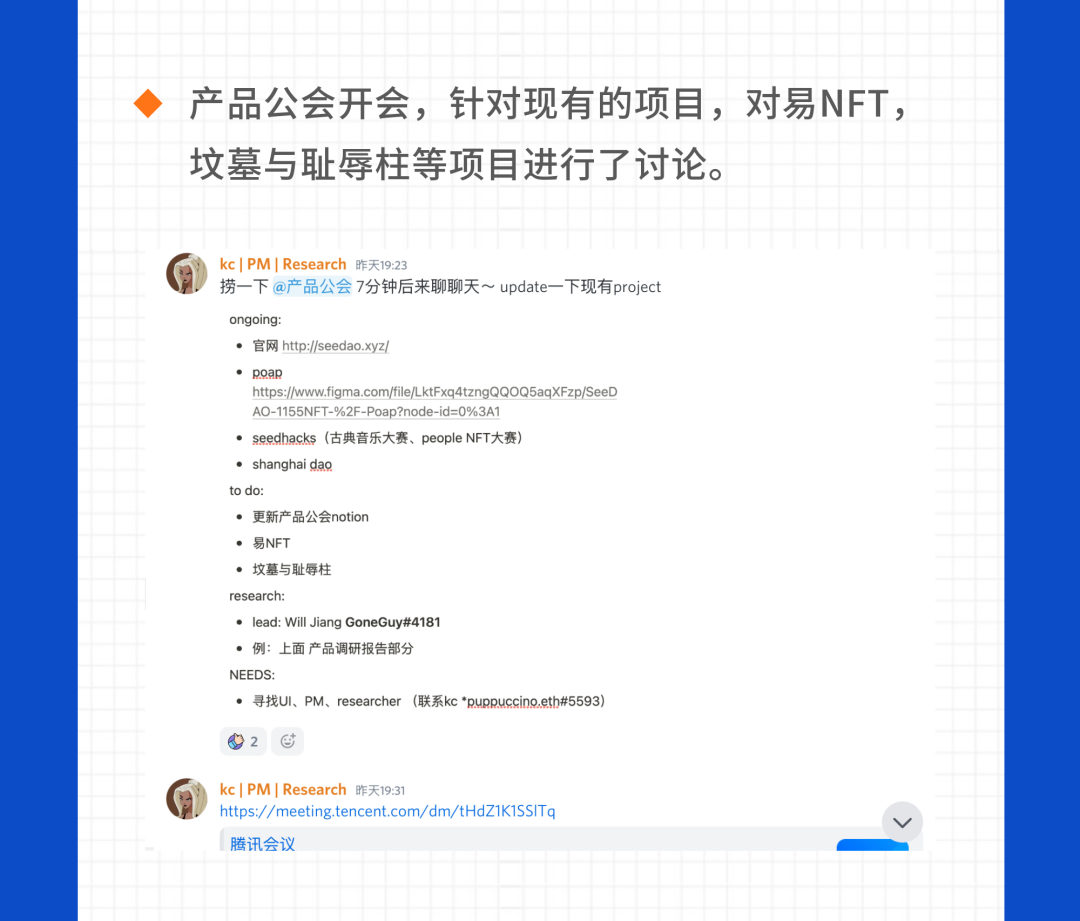 产品公会开会，针对现有的项目，对易NFT，
坟墓与耻辱柱等项目进行了讨论。
kc | PM | Research 昨天19:23
捞一下 @产品公会 7分钟后来聊聊天～ update一下现有project
ongoing:
• 官网 http://seedao.xyz/
• poap
https://www.figma.com/file/LktFxq4tzngQQOQ5aqXFzp/SeeD
AO-1155NFT-%2F-Poap?node-id=0%3A1
• seedhacks（古典音乐大赛、people NFT大赛）
• shanghai dao
to do:
• 更新产品公会notion
• 易NFT
• 坟墓与耻辱柱
research:
• lead: Will Jiang GoneGuy#4181
• 例：上面 产品调研报告部分
NEEDS:
• 寻找UI、PM、researcher （联系kc *puppuccino.eth#5593）
2
kc | PM | Research 昨天19:31
https://meeting.tencent.com/dm/tHdZ1K1SSlTq
腾讯会议